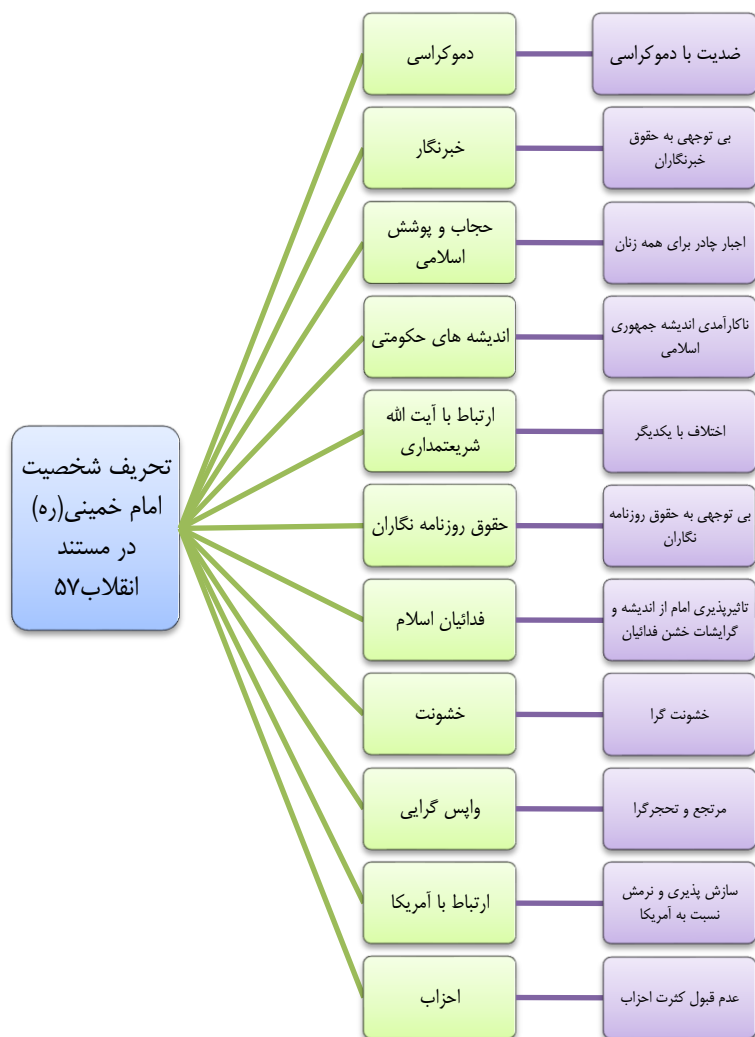 تحریف شخصیت
امام خمینی(ره)
در مستند
انقلاب۵۷
دموکراسی
ضدیت با دموکراسی
خبرنگار
بی توجهی به حقوق
خبرنگاران
حجاب و پوشش
اسلامی
اجبار چادر برای همه زنان
اندیشه های حکومتی
ناکارآمدی اندیشه جمهوری
اسلامی
ارتباط با آیت الله
شریعتمداری
اختلاف با یکدیگر
حقوق روزنامه نگاران
بی توجهی به حقوق روزنامه
نگاران
فدائیان اسلام
تاثیرپذیری امام از اندیشه و
گرایشات خشن فدائیان
خشونت
خشونت گرا
واپس گرایی
مرتجع و تحجرگرا
ارتباط با آمریکا
سازش پذیری و نرمش
نسبت به آمریکا
احزاب
عدم قبول کثرت احزاب